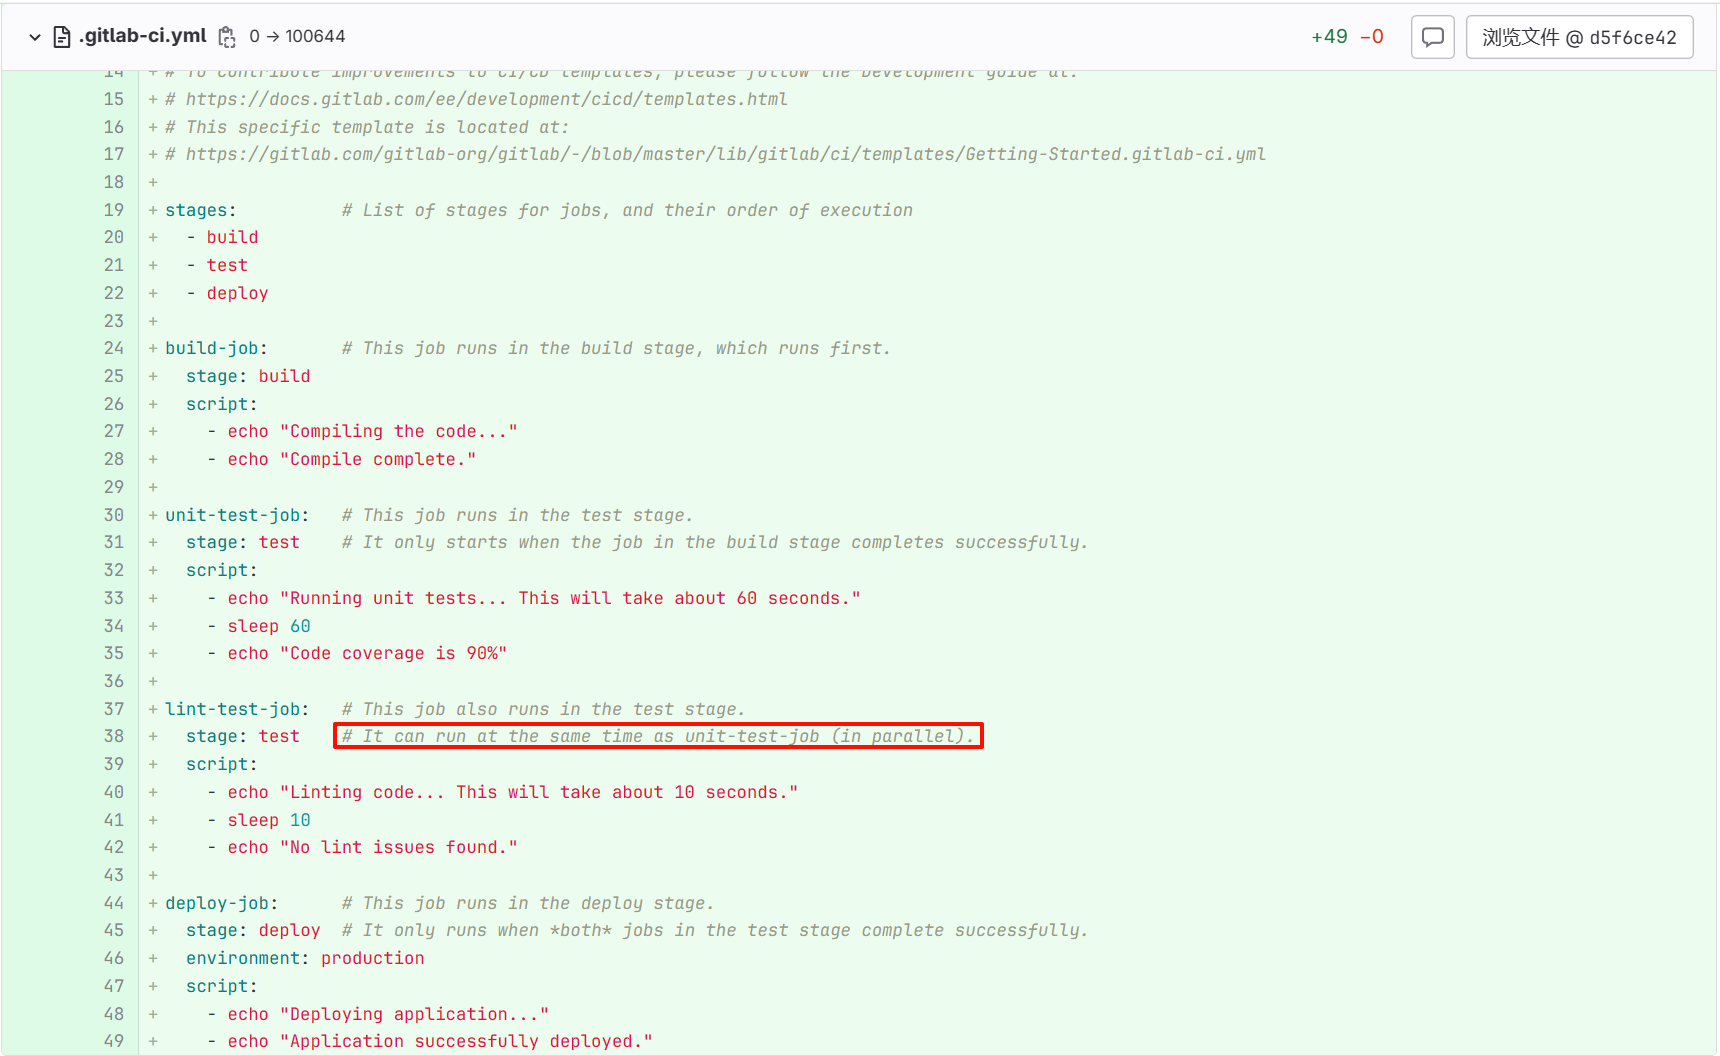 .gitlab-ci.yml 0 → 100644 +49 −0 浏览文件 @ d5f6ce42
14 + # To contribute improvements to CI/CD templates, please follow the Development guide at:
15 + # https://docs.gitlab.com/ee/development/cicd/templates.html
16 + # This specific template is located at:
17 + # https://gitlab.com/gitlab-org/gitlab/-/blob/master/lib/gitlab/ci/templates/Getting-Started.gitlab-ci.yml
18 +
19 + stages: # List of stages for jobs, and their order of execution
20 + - build
21 + - test
22 + - deploy
23 +
24 + build-job: # This job runs in the build stage, which runs first.
25 + stage: build
26 + script:
27 + - echo "Compiling the code..."
28 + - echo "Compile complete."
29 +
30 + unit-test-job: # This job runs in the test stage.
31 + stage: test # It only starts when the job in the build stage completes successfully.
32 + script:
33 + - echo "Running unit tests... This will take about 60 seconds."
34 + - sleep 60
35 + - echo "Code coverage is 90%"
36 +
37 + lint-test-job: # This job also runs in the test stage.
38 + stage: test # It can run at the same time as unit-test-job (in parallel).
39 + script:
40 + - echo "Linting code... This will take about 10 seconds."
41 + - sleep 10
42 + - echo "No lint issues found."
43 +
44 + deploy-job: # This job runs in the deploy stage.
45 + stage: deploy # It only runs when *both* jobs in the test stage complete successfully.
46 + environment: production
47 + script:
48 + - echo "Deploying application..."
49 + - echo "Application successfully deployed."